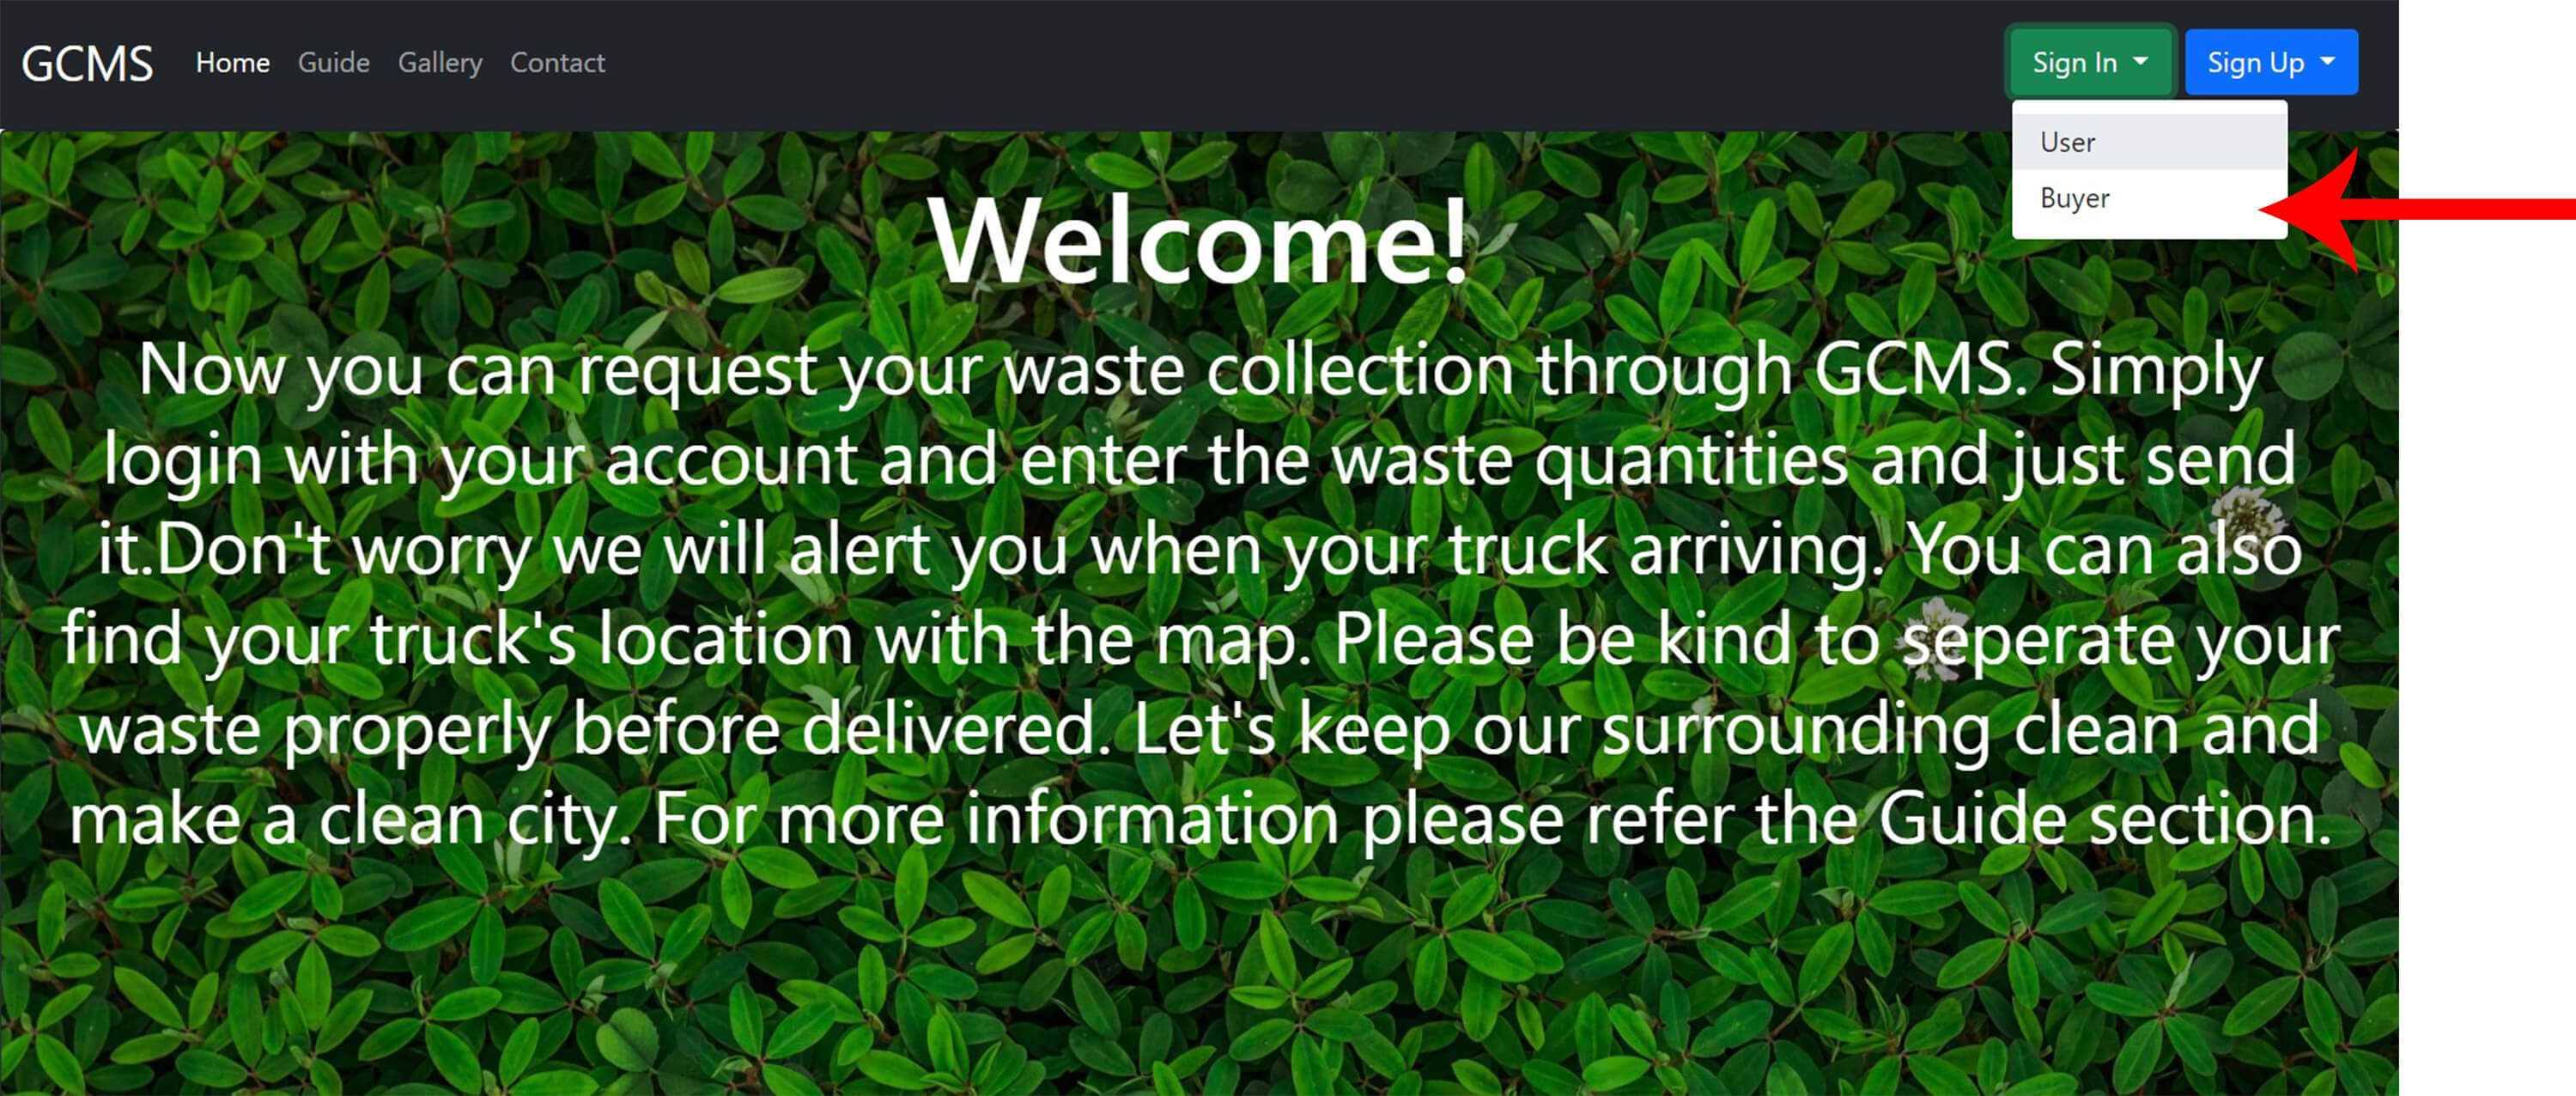 GCMS Home Guide Gallery Contact Sign In Sign Up
User
Buyer
Welcome!
Now you can request your waste collection through GCMS. Simply
login with your account and enter the waste quantities and just send
it.Don't worry we will alert you when your truck arriving. You can also
find your truck's location with the map. Please be kind to seperate your
waste properly before delivered. Let's keep our surrounding clean and
make a clean city. For more information please refer the Guide section.